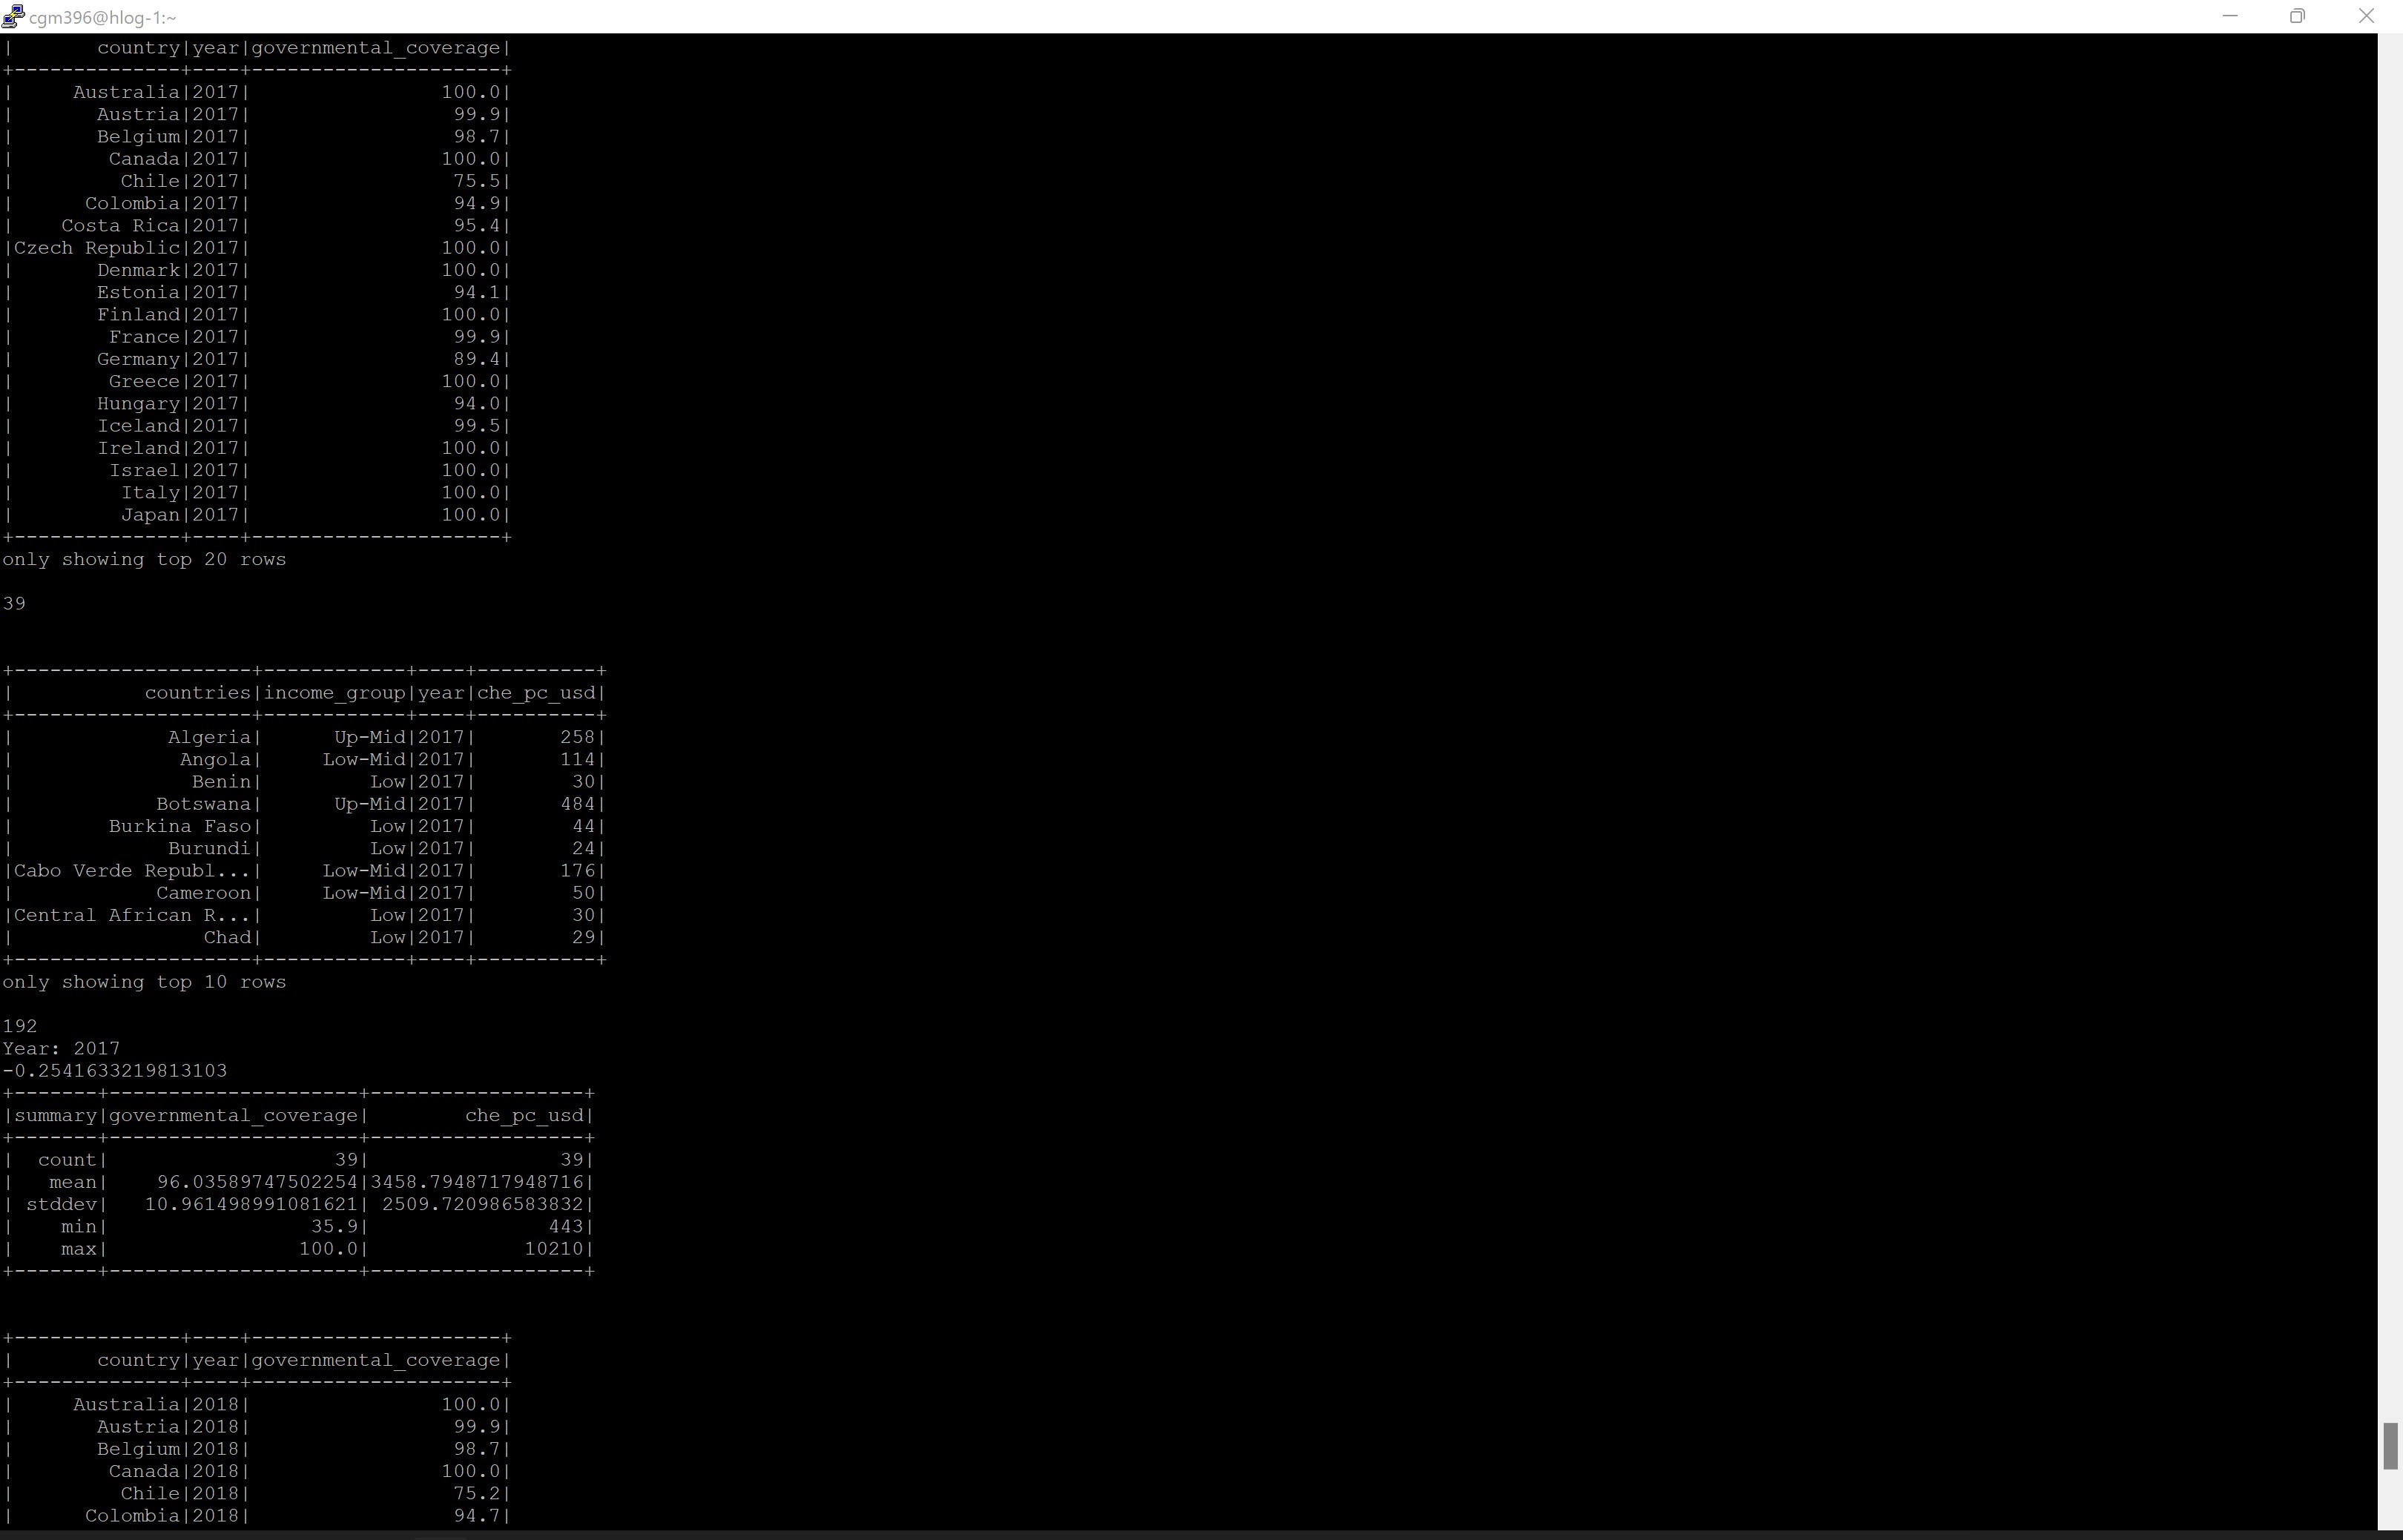 cgm396@hlog-1:~
|       country|year|governmental_coverage|
+--------------+----+---------------------+
|     Australia|2017|                100.0|
|       Austria|2017|                 99.9|
|       Belgium|2017|                 98.7|
|        Canada|2017|                100.0|
|         Chile|2017|                 75.5|
|      Colombia|2017|                 94.9|
|    Costa Rica|2017|                 95.4|
|Czech Republic|2017|                100.0|
|       Denmark|2017|                100.0|
|       Estonia|2017|                 94.1|
|       Finland|2017|                100.0|
|        France|2017|                 99.9|
|       Germany|2017|                 89.4|
|        Greece|2017|                100.0|
|       Hungary|2017|                 94.0|
|       Iceland|2017|                 99.5|
|       Ireland|2017|                100.0|
|        Israel|2017|                100.0|
|         Italy|2017|                100.0|
|         Japan|2017|                100.0|
+--------------+----+---------------------+
only showing top 20 rows
39
+--------------------+------------+----+----------+
|           countries|income_group|year|che_pc_usd|
+--------------------+------------+----+----------+
|             Algeria|      Up-Mid|2017|       258|
|              Angola|     Low-Mid|2017|       114|
|               Benin|         Low|2017|        30|
|            Botswana|      Up-Mid|2017|       484|
|        Burkina Faso|         Low|2017|        44|
|             Burundi|         Low|2017|        24|
|Cabo Verde Republ...|     Low-Mid|2017|       176|
|            Cameroon|     Low-Mid|2017|        50|
|Central African R...|         Low|2017|        30|
|                Chad|         Low|2017|        29|
+--------------------+------------+----+----------+
only showing top 10 rows
192
Year: 2017
-0.2541633219813103
+-------+---------------------+------------------+
|summary|governmental_coverage|        che_pc_usd|
+-------+---------------------+------------------+
|  count|                   39|                39|
|   mean|    96.03589747502254|3458.7948717948716|
| stddev|   10.961498991081621| 2509.720986583832|
|    min|                 35.9|               443|
|    max|                100.0|             10210|
+-------+---------------------+------------------+
+--------------+----+---------------------+
|       country|year|governmental_coverage|
+--------------+----+---------------------+
|     Australia|2018|                100.0|
|       Austria|2018|                 99.9|
|       Belgium|2018|                 98.7|
|        Canada|2018|                100.0|
|         Chile|2018|                 75.2|
|      Colombia|2018|                 94.7|